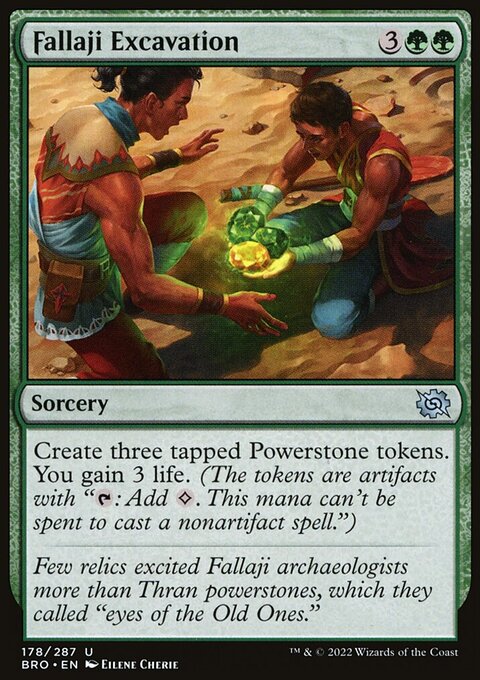 Fallaji Excavation 3
Sorcery
Create three tapped Powerstone tokens.
You gain 3 life. (The tokens are artifacts
with “: Add . This mana can’t be
spent to cast a nonartifact spell.”)
Few relics excited Fallaji archaeologists
more than Thran powerstones, which they
called “eyes of the Old Ones.”
178/287 U
BRO • EN Eilene Cherie
™ & © 2022 Wizards of the Coast